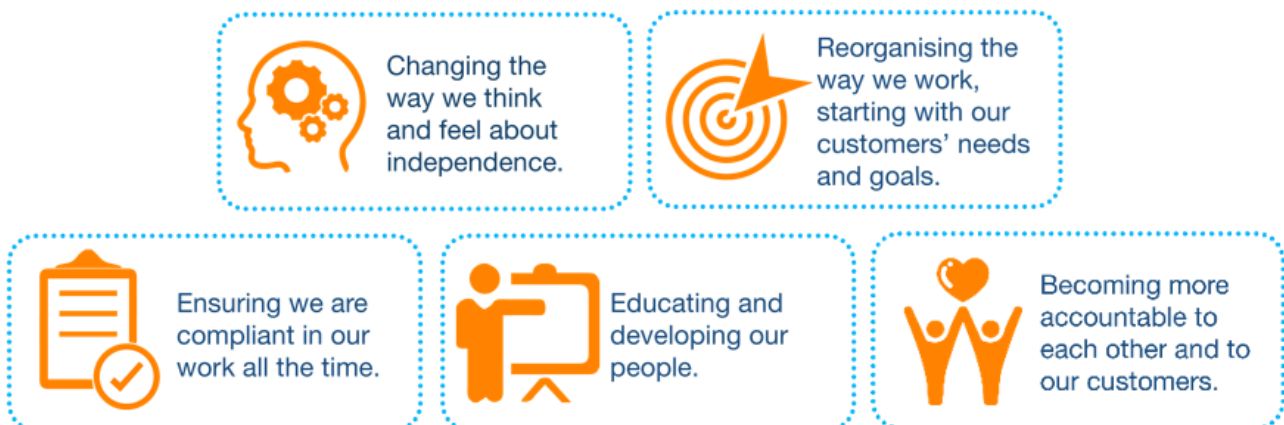 Changing the
way we think
and feel about
independence.
Reorganising the
way we work,
starting with our
customers’ needs
and goals.
Ensuring we are
compliant in our
work all the time.
Educating and
developing our
people.
Becoming more
accountable to
each other and to
our customers.